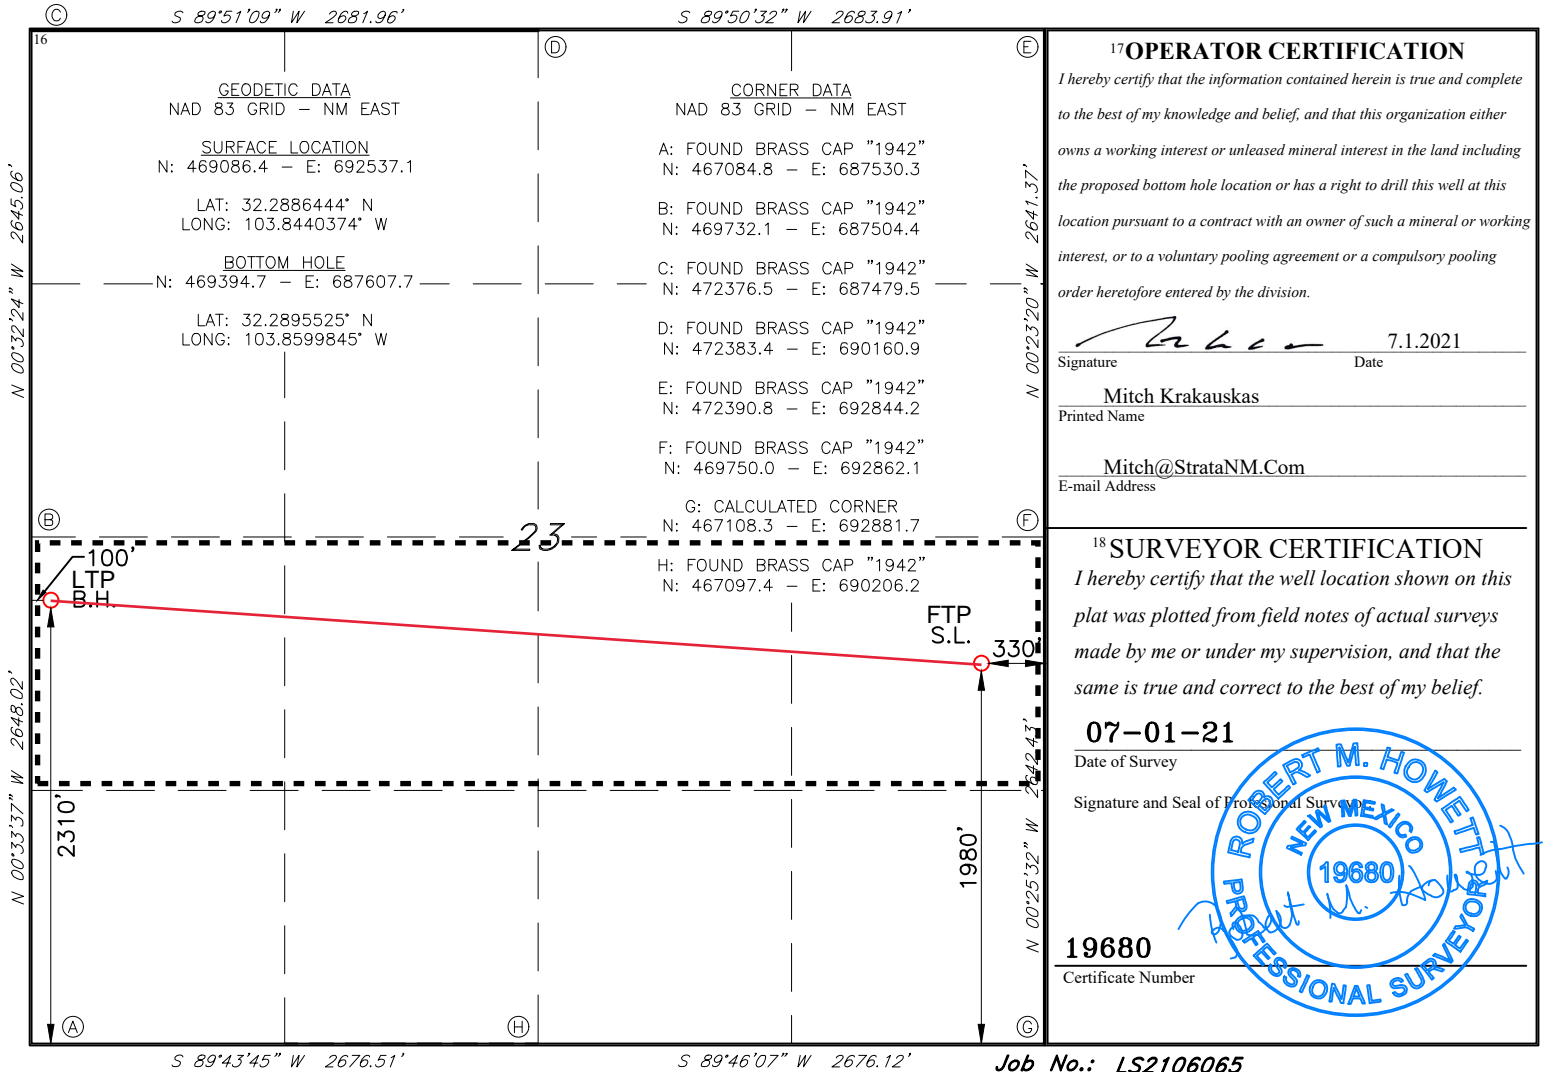 Ⓒ S 89°51'09" W 2681.96' S 89°50'32" W 2683.91'
16
Ⓓ
Ⓔ
GEODETIC DATA
NAD 83 GRID – NM EAST
SURFACE LOCATION
N: 469086.4 – E: 692537.1
LAT: 32.2886444° N
LONG: 103.8440374° W
BOTTOM HOLE
N: 469394.7 – E: 687607.7
LAT: 32.2895525° N
LONG: 103.8599845° W
CORNER DATA
NAD 83 GRID – NM EAST
A: FOUND BRASS CAP "1942"
N: 467084.8 – E: 687530.3
B: FOUND BRASS CAP "1942"
N: 469732.1 – E: 687504.4
C: FOUND BRASS CAP "1942"
N: 472376.5 – E: 687479.5
D: FOUND BRASS CAP "1942"
N: 472383.4 – E: 690160.9
E: FOUND BRASS CAP "1942"
N: 472390.8 – E: 692844.2
F: FOUND BRASS CAP "1942"
N: 469750.0 – E: 692862.1
G: CALCULATED CORNER
N: 467108.3 – E: 692881.7
H: FOUND BRASS CAP "1942"
N: 467097.4 – E: 690206.2
N 00°32'24" W 2645.06'
N 00°23'20" W 2641.37'
Ⓑ
23
Ⓕ
100'
LTP
B.H.
FTP
S.L.
330'
N 00°33'37" W 2648.02'
2310'
1980'
N 00°25'32" W 2642.43'
Ⓐ
Ⓗ
Ⓖ
S 89°43'45" W 2676.51' S 89°46'07" W 2676.12'
Job No.: LS2106065
17 OPERATOR CERTIFICATION
I hereby certify that the information contained herein is true and complete
to the best of my knowledge and belief, and that this organization either
owns a working interest or unleased mineral interest in the land including
the proposed bottom hole location or has a right to drill this well at this
location pursuant to a contract with an owner of such a mineral or working
interest, or to a voluntary pooling agreement or a compulsory pooling
order heretofore entered by the division.
7.1.2021
Signature Date
Mitch Krakauskas
Printed Name
Mitch@StrataNM.Com
E-mail Address
18 SURVEYOR CERTIFICATION
I hereby certify that the well location shown on this
plat was plotted from field notes of actual surveys
made by me or under my supervision, and that the
same is true and correct to the best of my belief.
07-01-21
Date of Survey
Signature and Seal of Professional Surveyor
ROBERT M. HOWETT
NEW MEXICO
19680
PROFESSIONAL SURVEYOR
Robert M. Howett
19680
Certificate Number